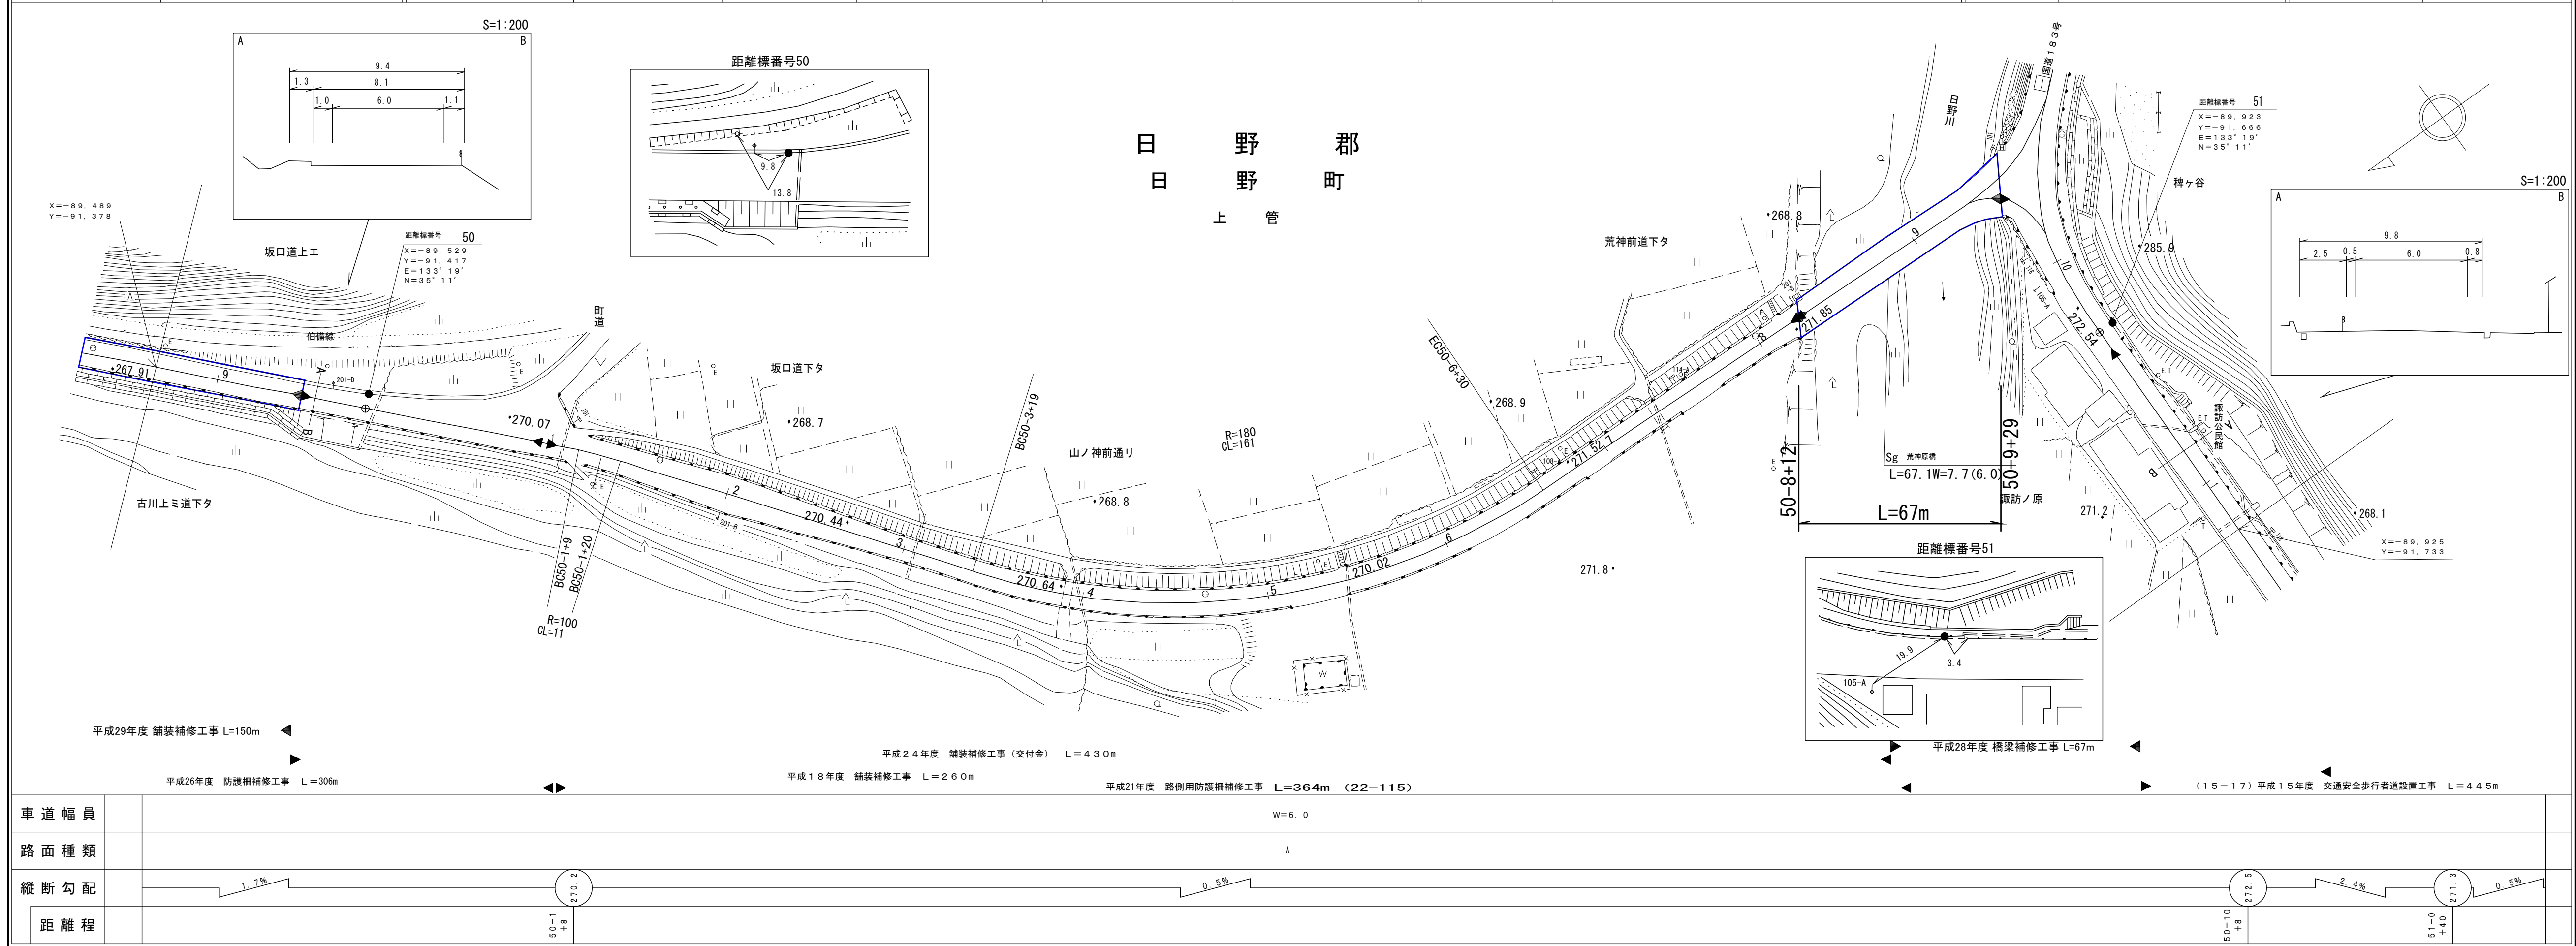 S=1:200
A
B
9.4
1.3
8.1
1.0
6.0
1.1
距離標番号50
9.8
13.8
日野郡
日野町
上管
X=-89,489
Y=-91,378
坂口道上エ
距離標番号 50
X=-89,529
Y=-91,417
E=133°19′
N=35°11′
伯備線
町道
E
267.91
9
A
201-D
B
270.07
E
E
坂口道下タ
268.7
古川上ミ道下タ
E
2
201-B
270.44
3
BC50-1+9
BC50-1+20
R=100
CL=11
BC50-3+19
山ノ神前通リ
268.8
270.64
4
R=180
CL=161
5
E
270.02
W
EC50-6+30
268.9
6
108-A
E
271.52
7
114-A
271.8
荒神前道下タ
268.8
E
8
271.85
日野川
国道183号
9
10
Sg 荒神原橋
L=67.1W=7.7(6.0)
50-8+12
50-9+29
L=67m
諏訪ノ原
271.2
105-A
272.54
距離標番号 51
X=-89,923
Y=-91,666
E=133°19′
N=35°11′
稗ヶ谷
285.9
E.T
E.T
諏訪公民館
A
B
T
268.1
X=-89,925
Y=-91,733
S=1:200
A
B
9.8
2.5
0.5
6.0
0.8
距離標番号51
19.9
3.4
105-A
平成29年度 舗装補修工事 L=150m
平成26年度 防護柵補修工事 L=306m
平成24年度 舗装補修工事(交付金) L=430m
平成18年度 舗装補修工事 L=260m
平成21年度 路側用防護柵補修工事 L=364m (22-115)
平成28年度 橋梁補修工事 L=67m
(15-17)平成15年度 交通安全歩行者道設置工事 L=445m
車道幅員
W=6.0
路面種類
A
縦断勾配
1.7%
270.2
0.5%
272.5
2.4%
271.3
0.5%
距離程
50-1
+8
50-10
+8
51-0
+40